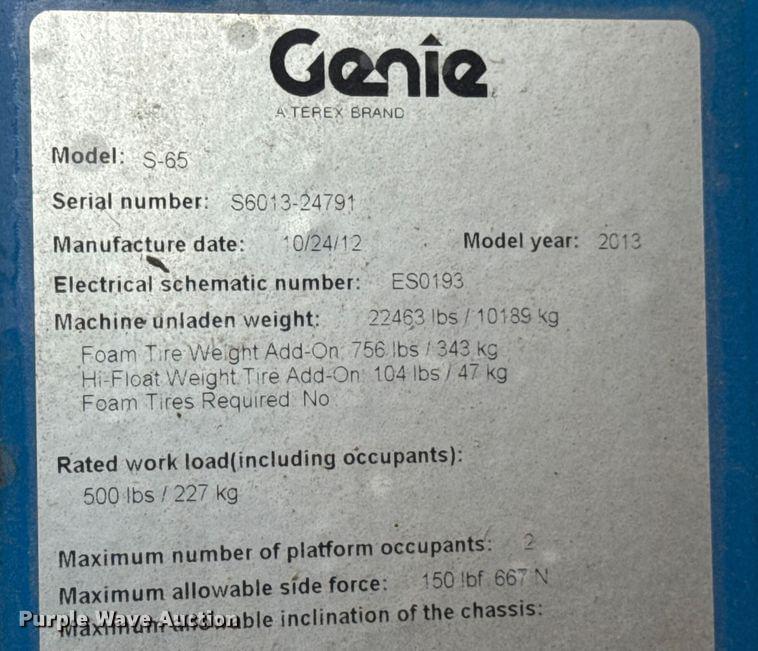 Genie
A TEREX BRAND
Model: S-65
Serial number: S6013-24791
Manufacture date: 10/24/12 Model year: 2013
Electrical schematic number: ES0193
Machine unladen weight: 22463 lbs / 10189 kg
Foam Tire Weight Add-On: 756 lbs / 343 kg
Hi-Float Weight Tire Add-On: 104 lbs / 47 kg
Foam Tires Required: No
Rated work load(including occupants):
500 lbs / 227 kg
Maximum number of platform occupants: 2
Maximum allowable side force: 150 lbf, 667 N
Maximum allowable inclination of the chassis:
Purple Wave Auction